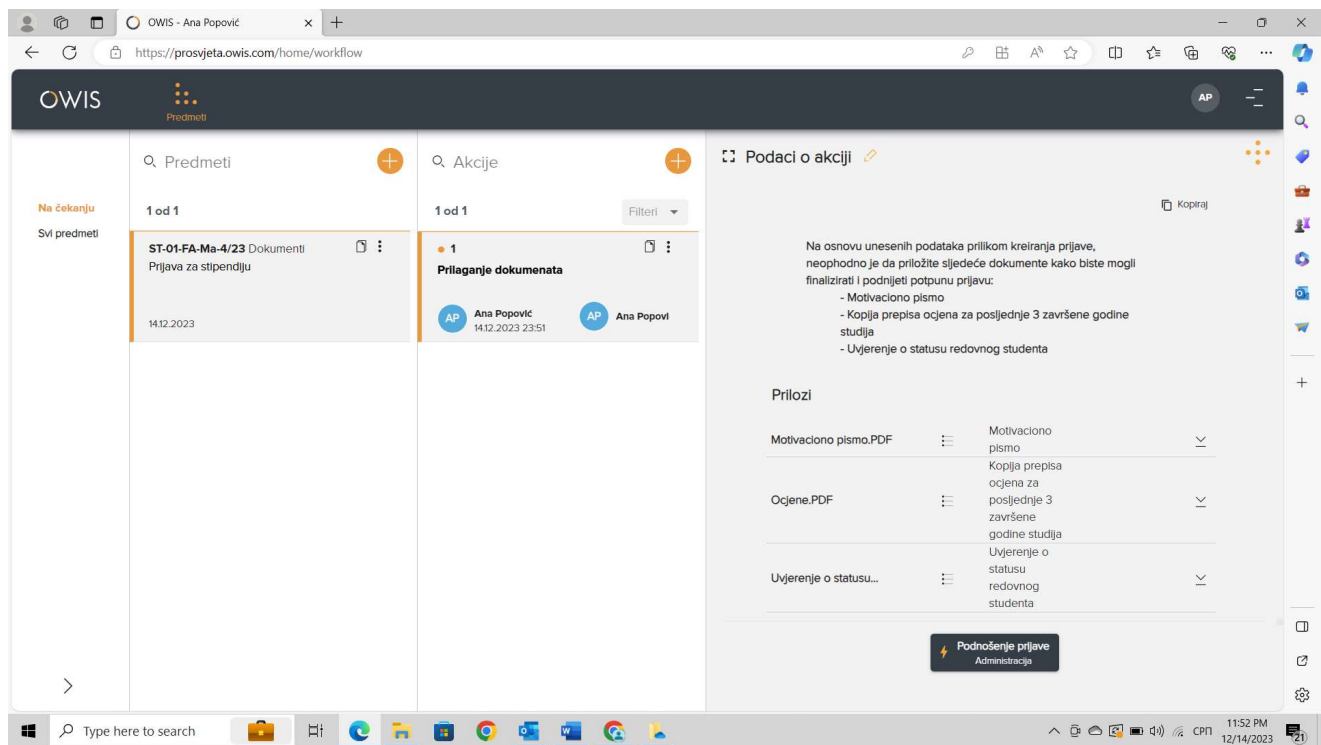 OWIS - Ana Popović
https://prosvjeta.owis.com/home/workflow
OWIS
Predmeti
AP
Na čekanju
Svi predmeti
Predmeti
1 od 1
ST-01-FA-Ma-4/23 Dokumenti
Prijava za stipendiju
14.12.2023
Akcije
1 od 1
Filteri
1
Prilaganje dokumenata
AP
Ana Popović
14.12.2023 23:51
AP
Ana Popovi
Podaci o akciji
Kopiraj
Na osnovu unesenih podataka prilikom kreiranja prijave,
neophodno je da priložite sljedeće dokumente kako biste mogli
finalizirati i podnijeti potpunu prijavu:
- Motivaciono pismo
- Kopija prepisa ocjena za posljednje 3 završene godine
studija
- Uvjerenje o statusu redovnog studenta
Prilozi
Motivaciono pismo.PDF
Motivaciono
pismo
Ocjene.PDF
Kopija prepisa
ocjena za
posljednje 3
završene
godine studija
Uvjerenje o statusu...
Uvjerenje o
statusu
redovnog
studenta
Podnošenje prijave
Administracija
Type here to search
СРП
11:52 PM
12/14/2023
21